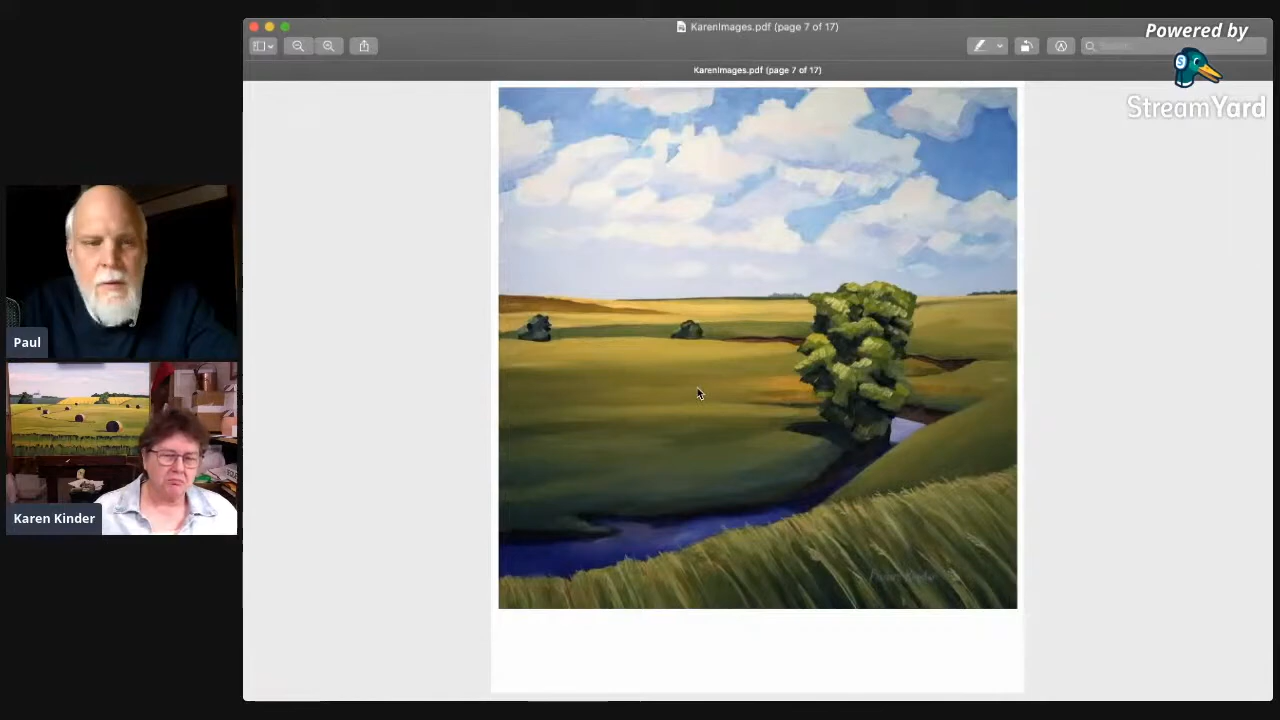 KarenImages.pdf (page 7 of 17)
KarenImages.pdf (page 7 of 17)
Powered by
StreamYard
Paul
Karen Kinder